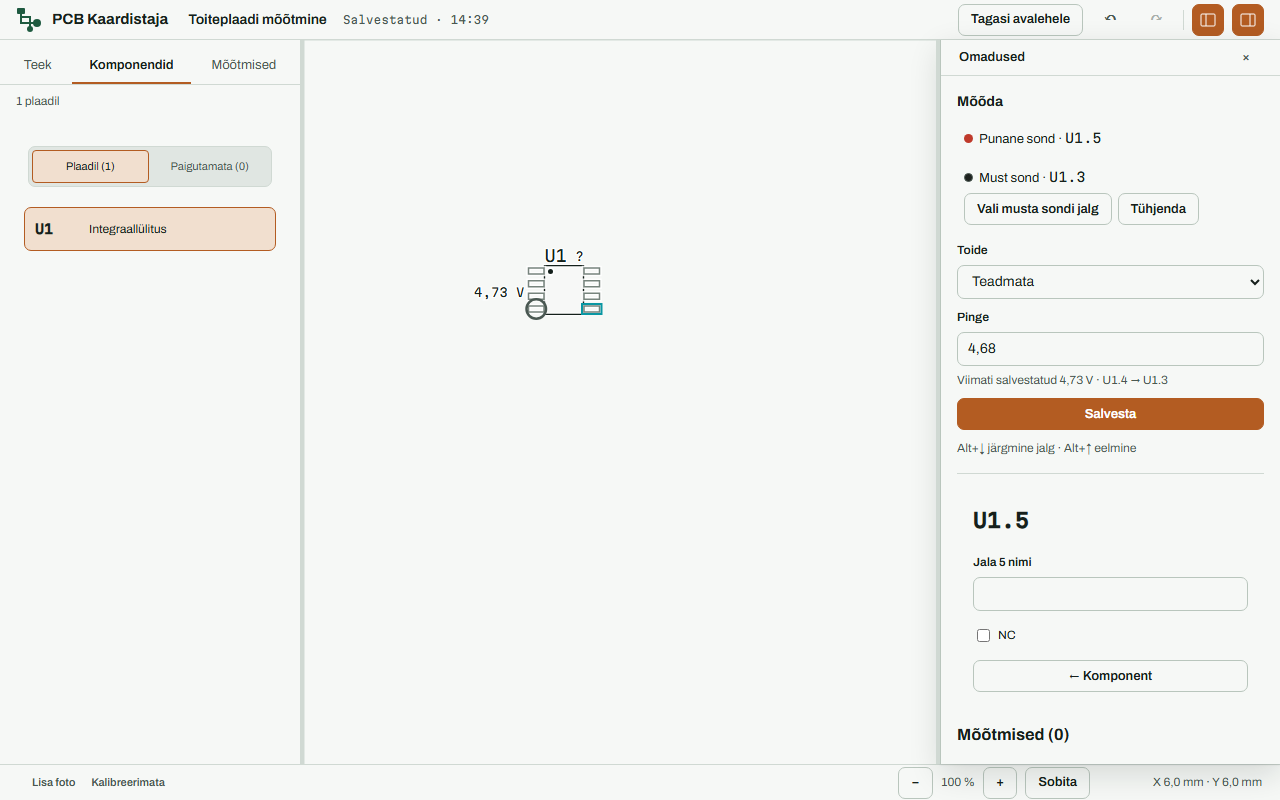 PCB Kaardistaja
Toiteplaadi mõõtmine
Salvestatud · 14:39
Tagasi avalehele
Teek
Komponendid
Mõõtmised
1 plaadil
Plaadil (1)
Paigutamata (0)
U1
Integraallülitus
U1 ?
4,73 V
Omadused
×
Mõõda
Punane sond · U1.5
Must sond · U1.3
Vali musta sondi jalg
Tühjenda
Toide
Teadmata
Pinge
4,68
Viimati salvestatud 4,73 V · U1.4 → U1.3
Salvesta
Alt+↓ järgmine jalg · Alt+↑ eelmine
U1.5
Jala 5 nimi
NC
← Komponent
Mõõtmised (0)
Lisa foto
Kalibreerimata
−
100 %
+
Sobita
X 6,0 mm · Y 6,0 mm